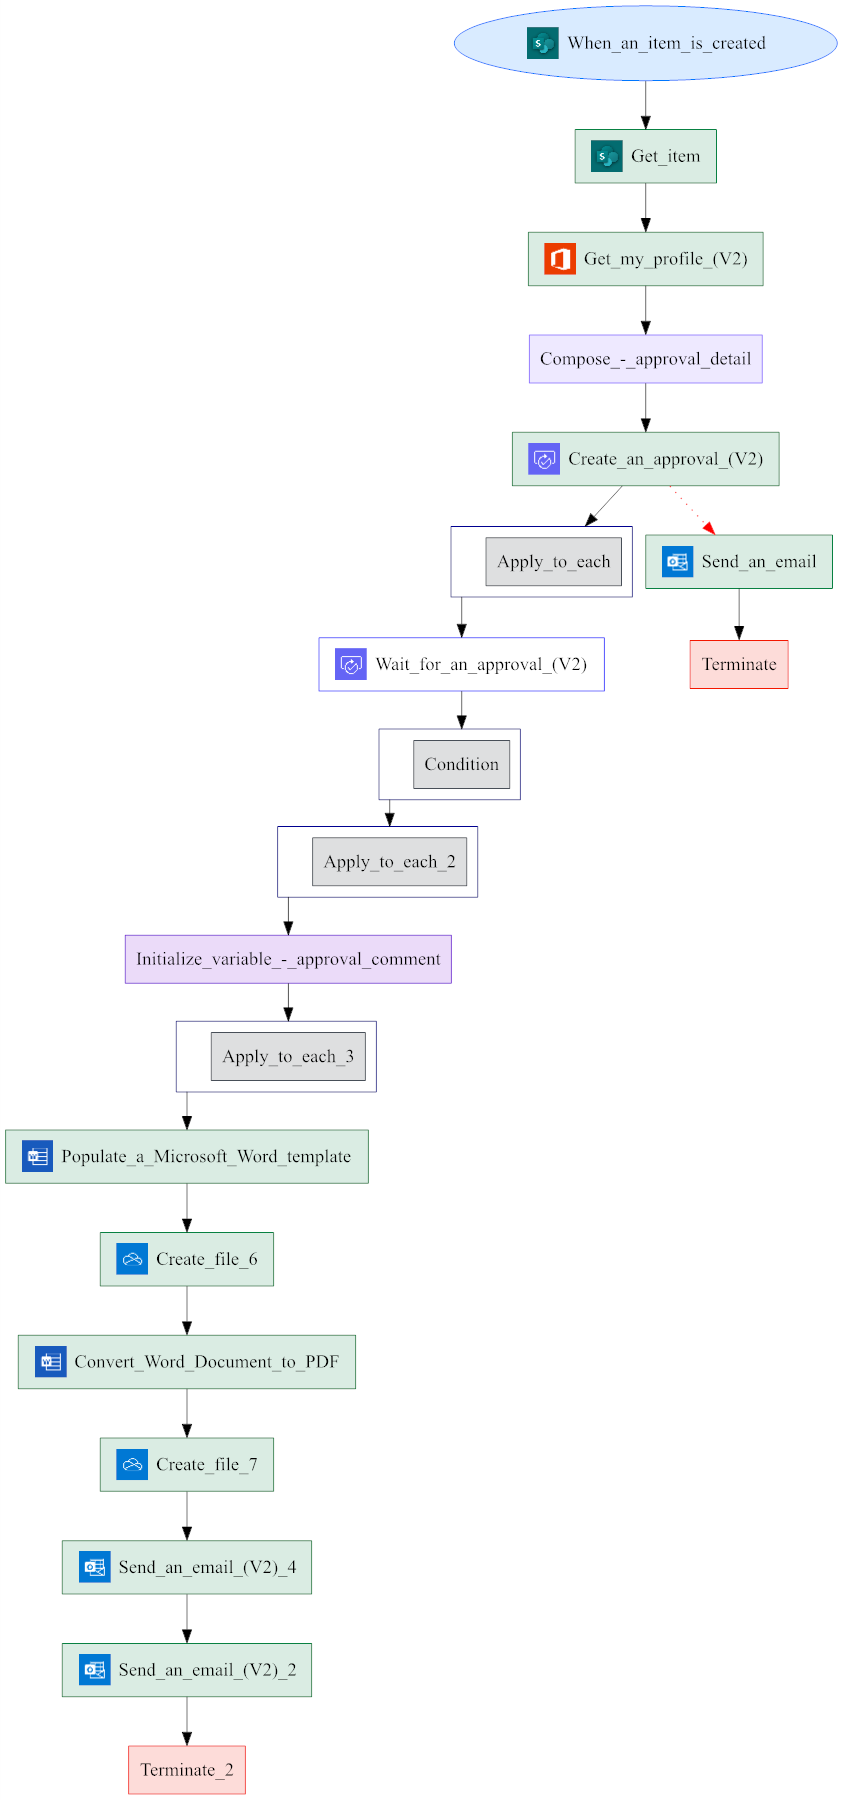 When_an_item_is_created
Get_item
Get_my_profile_(V2)
Compose_-_approval_detail
Create_an_approval_(V2)
Apply_to_each
Send_an_email
Wait_for_an_approval_(V2)
Terminate
Condition
Apply_to_each_2
Initialize_variable_-_approval_comment
Apply_to_each_3
Populate_a_Microsoft_Word_template
Create_file_6
Convert_Word_Document_to_PDF
Create_file_7
Send_an_email_(V2)_4
Send_an_email_(V2)_2
Terminate_2